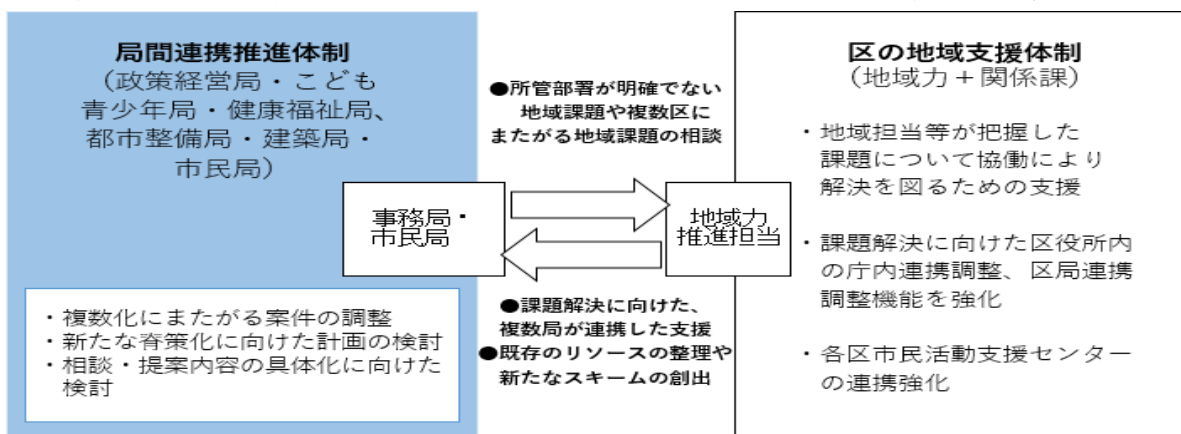 局間連携推進体制
(政策経営局・こども
青少年局・健康福祉局、
都市整備局・建築局・
市民局)
事務局・
市民局
・複数化にまたがる案件の調整
・新たな脊策化に向けた計画の検討
・相談・提案内容の具体化に向けた
検討
●所管部署が明確でない
地域課題や複数区に
またがる地域課題の相談
●課題解決に向けた、
複数局が連携した支援
●既存のリソースの整理や
新たなスキームの創出
区の地域支援体制
(地域力+関係課)
・地域担当等が把握した
課題について協働により
解決を図るための支援
地域力
推進担当
・課題解決に向けた区役所内
の庁内連携調整、区局連携
調整機能を強化
・各区市民活動支援センター
の連携強化